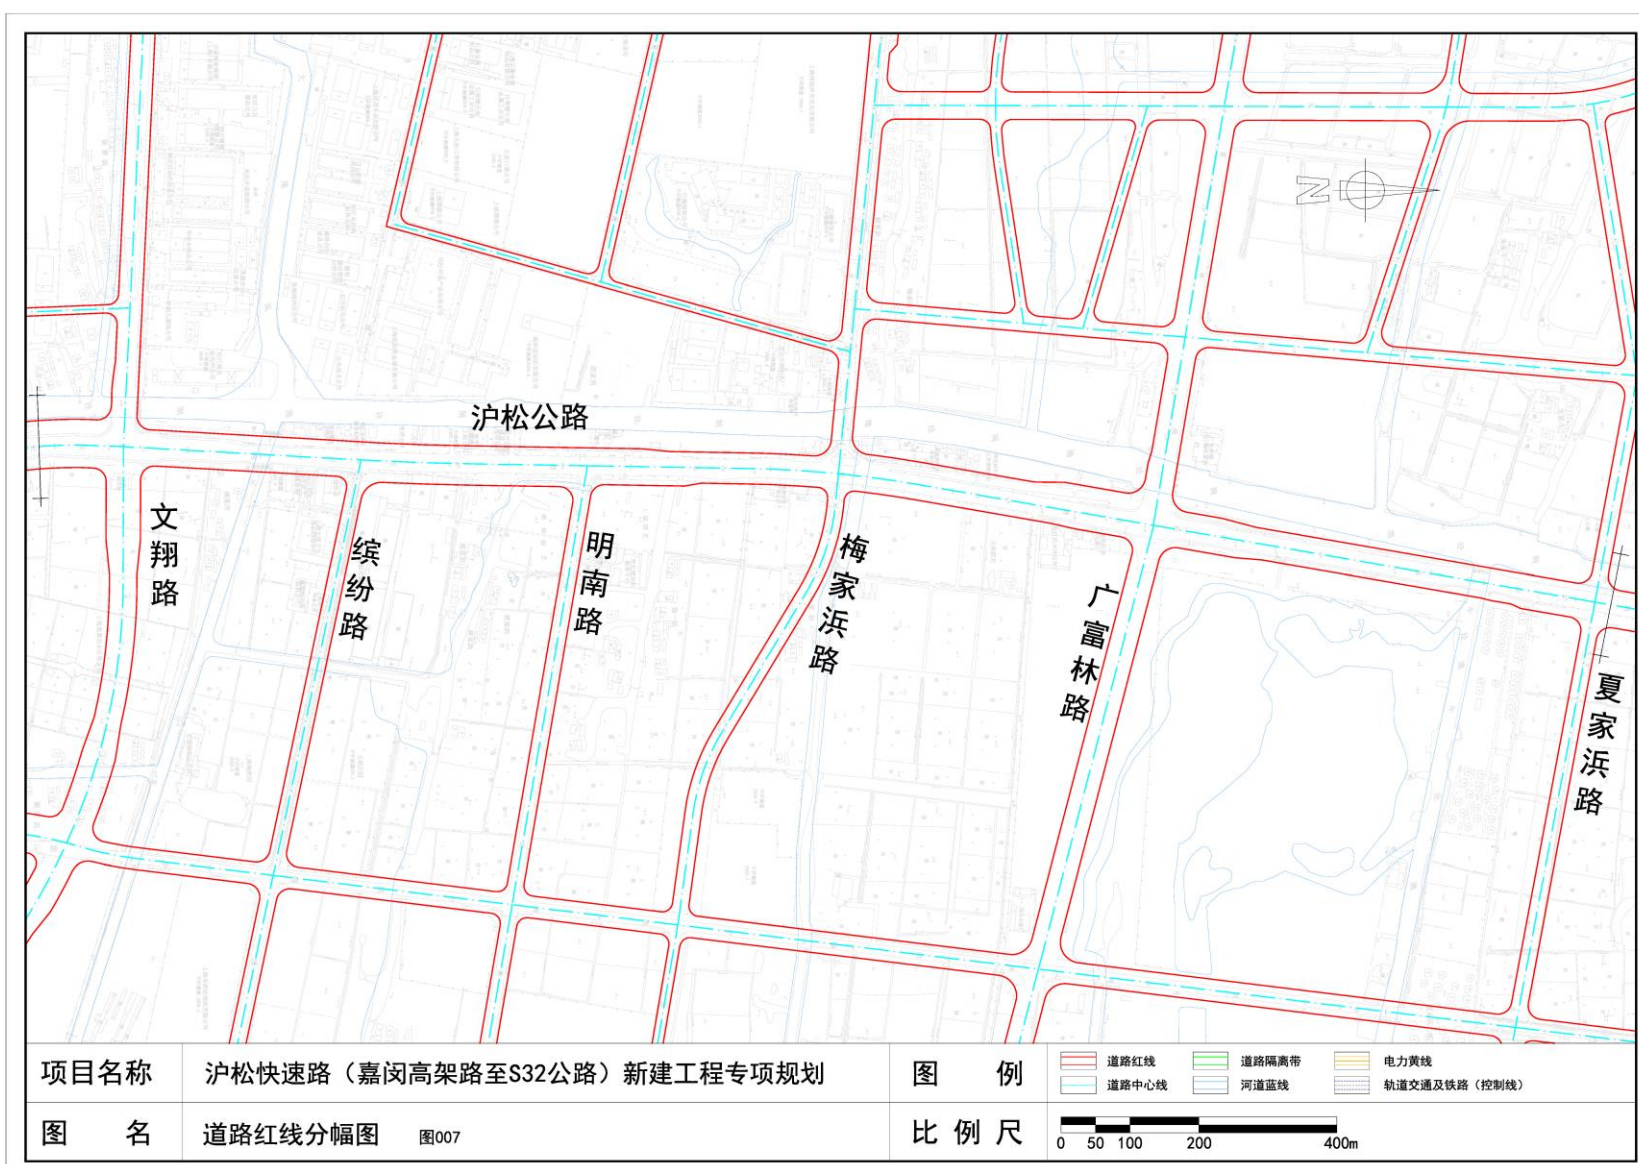 N
沪松公路
文翔路
缤纷路
明南路
梅家浜路
广富林路
夏家浜路
项目名称
沪松快速路（嘉闵高架路至S32公路）新建工程专项规划
图 例
道路红线
道路隔离带
电力黄线
道路中心线
河道蓝线
轨道交通及铁路（控制线）
图 名
道路红线分幅图 图007
比例尺
0 50 100 200 400m